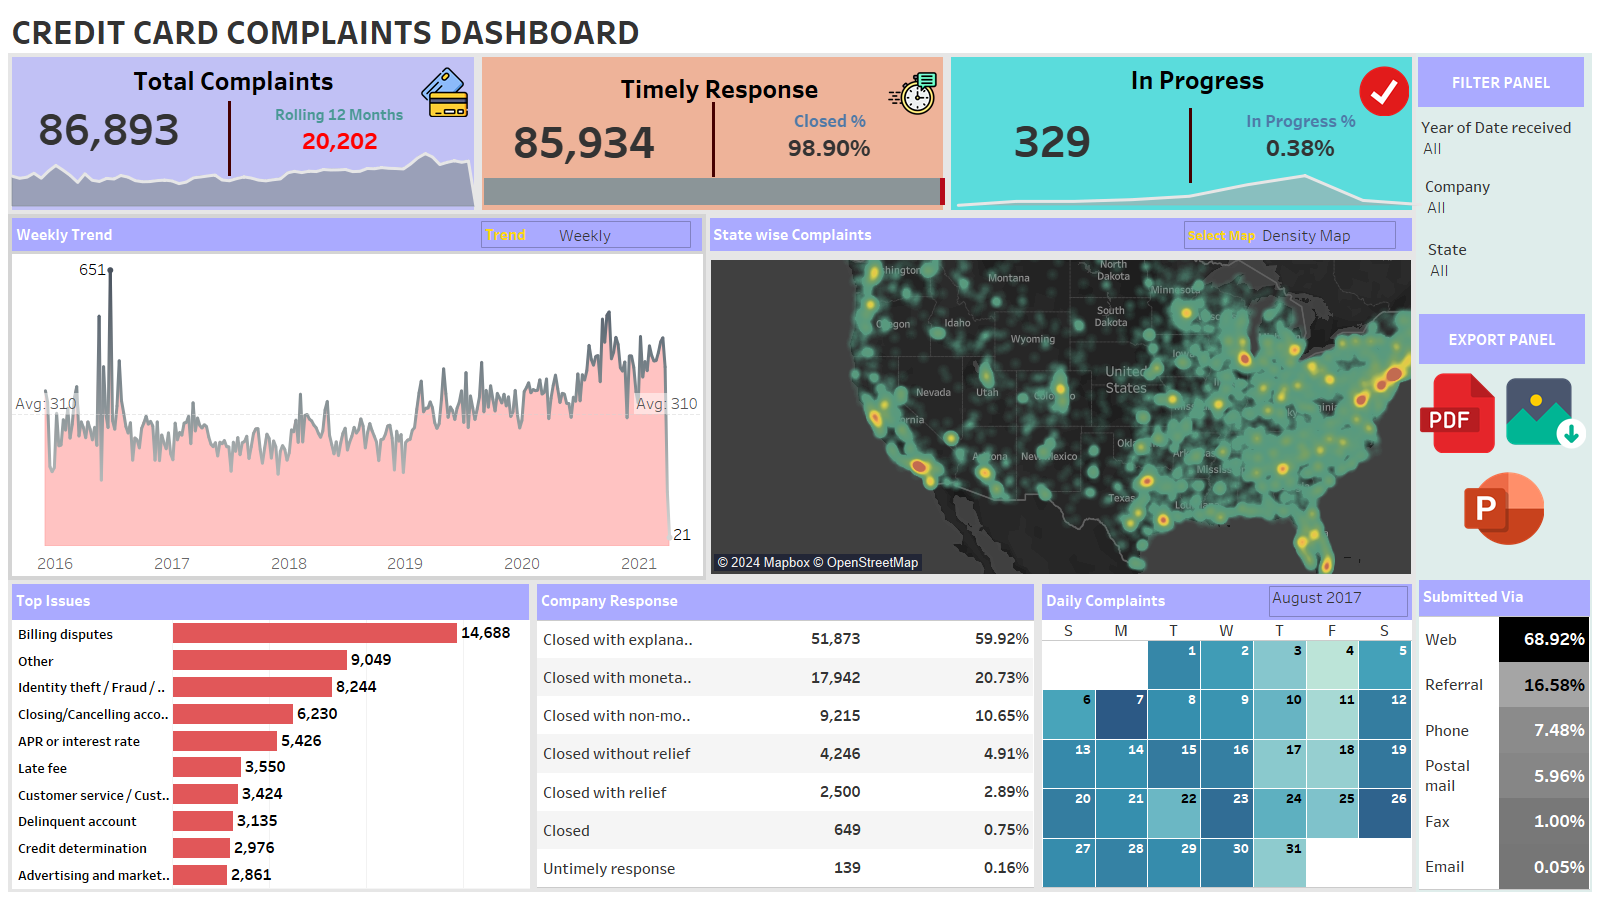 CREDIT CARD COMPLAINTS DASHBOARD
Total Complaints
86,893
Rolling 12 Months
20,202
Timely Response
85,934
Closed %
98.90%
In Progress
329
In Progress %
0.38%
FILTER PANEL
Year of Date received
All
Company
All
State
All
Weekly Trend
Trend Weekly
651
Avg: 310
Avg: 310
21
2016 2017 2018 2019 2020 2021
State wise Complaints
Select Map Density Map
North
Dakota
Montana
Minnesota
South
Dakota
Oregon
Idaho
Wyoming
United
States
Nevada
Utah
New Mexico
Texas
© 2024 Mapbox © OpenStreetMap
EXPORT PANEL
PDF
P
Top Issues
Billing disputes 14,688
Other 9,049
Identity theft / Fraud / .. 8,244
Closing/Cancelling acco.. 6,230
APR or interest rate 5,426
Late fee 3,550
Customer service / Cust.. 3,424
Delinquent account 3,135
Credit determination 2,976
Advertising and market.. 2,861
Company Response
Closed with explana.. 51,873 59.92%
Closed with moneta.. 17,942 20.73%
Closed with non-mo.. 9,215 10.65%
Closed without relief 4,246 4.91%
Closed with relief 2,500 2.89%
Closed 649 0.75%
Untimely response 139 0.16%
Daily Complaints
August 2017
S M T W T F S
1 2 3 4 5
6 7 8 9 10 11 12
13 14 15 16 17 18 19
20 21 22 23 24 25 26
27 28 29 30 31
Submitted Via
Web 68.92%
Referral 16.58%
Phone 7.48%
Postal
mail 5.96%
Fax 1.00%
Email 0.05%